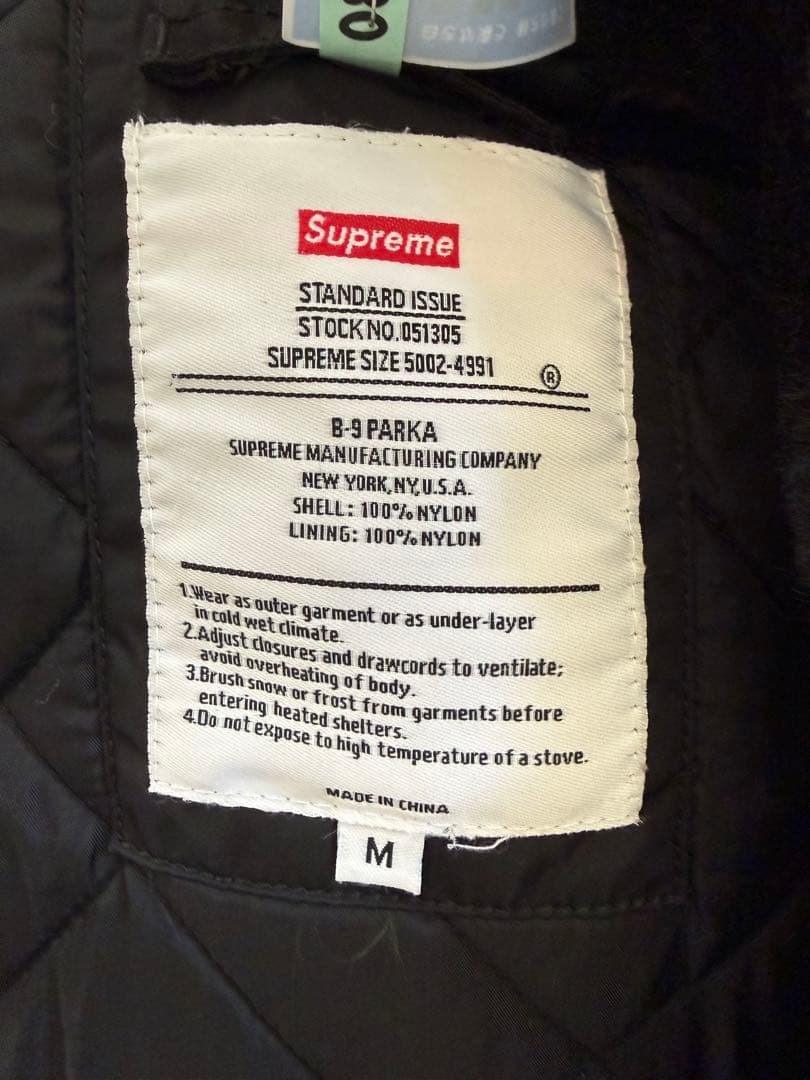 Supreme
STANDARD ISSUE
STOCK NO.051305
SUPREME SIZE 5002-4991 ®
B-9 PARKA
SUPREME MANUFACTURING COMPANY
NEW YORK,NY,U.S.A.
SHELL: 100% NYLON
LINING: 100% NYLON
1.Wear as outer garment or as under-layer
in cold wet climate.
2.Adjust closures and drawcords to ventilate;
avoid overheating of body.
3.Brush snow or frost from garments before
entering heated shelters.
4.Do not expose to high temperature of a stove.
MADE IN CHINA
M